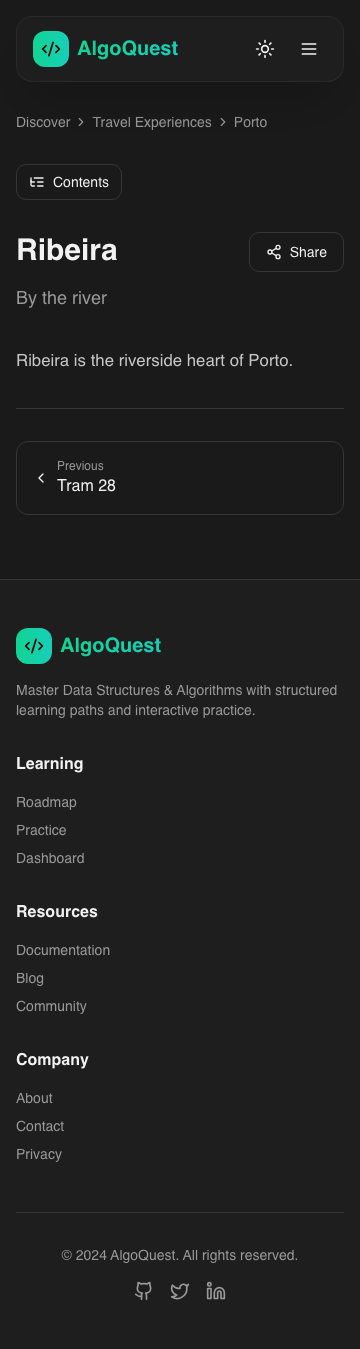 AlgoQuest
Discover > Travel Experiences > Porto
Contents
Ribeira
Share
By the river
Ribeira is the riverside heart of Porto.
Previous
Tram 28
AlgoQuest
Master Data Structures & Algorithms with structured
learning paths and interactive practice.
Learning
Roadmap
Practice
Dashboard
Resources
Documentation
Blog
Community
Company
About
Contact
Privacy
© 2024 AlgoQuest. All rights reserved.